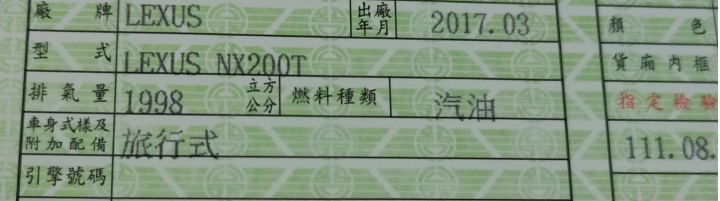 廠牌 LEXUS 出廠年月 2017.03 顏色
型式 LEXUS NX200T 貨廂內框
排氣量 1998 立方公分 燃料種類 汽油 指定檢驗
車身式樣及附加配備 旅行式 111.08.
引擎號碼